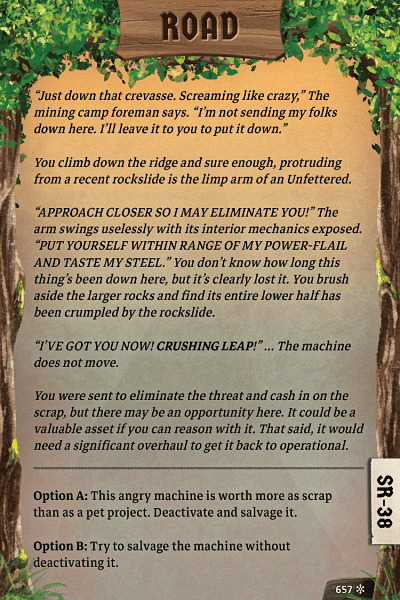 ROAD
“Just down that crevasse. Screaming like crazy,” The
mining camp foreman says. “I’m not sending my folks
down here. I’ll leave it to you to put it down.”
You climb down the ridge and sure enough, protruding
from a recent rockslide is the limp arm of an Unfettered.
“APPROACH CLOSER SO I MAY ELIMINATE YOU!” The
arm swings uselessly with its interior mechanics exposed.
“PUT YOURSELF WITHIN RANGE OF MY POWER-FLAIL
AND TASTE MY STEEL.” You don’t know how long this
thing’s been down here, but it’s clearly lost it. You brush
aside the larger rocks and find its entire lower half has
been crumpled by the rockslide.
“I’VE GOT YOU NOW! CRUSHING LEAP!” ... The machine
does not move.
You were sent to eliminate the threat and cash in on the
scrap, but there may be an opportunity here. It could be a
valuable asset if you can reason with it. That said, it would
need a significant overhaul to get it back to operational.
Option A: This angry machine is worth more as scrap
than as a pet project. Deactivate and salvage it.
Option B: Try to salvage the machine without
deactivating it.
SR-38
657